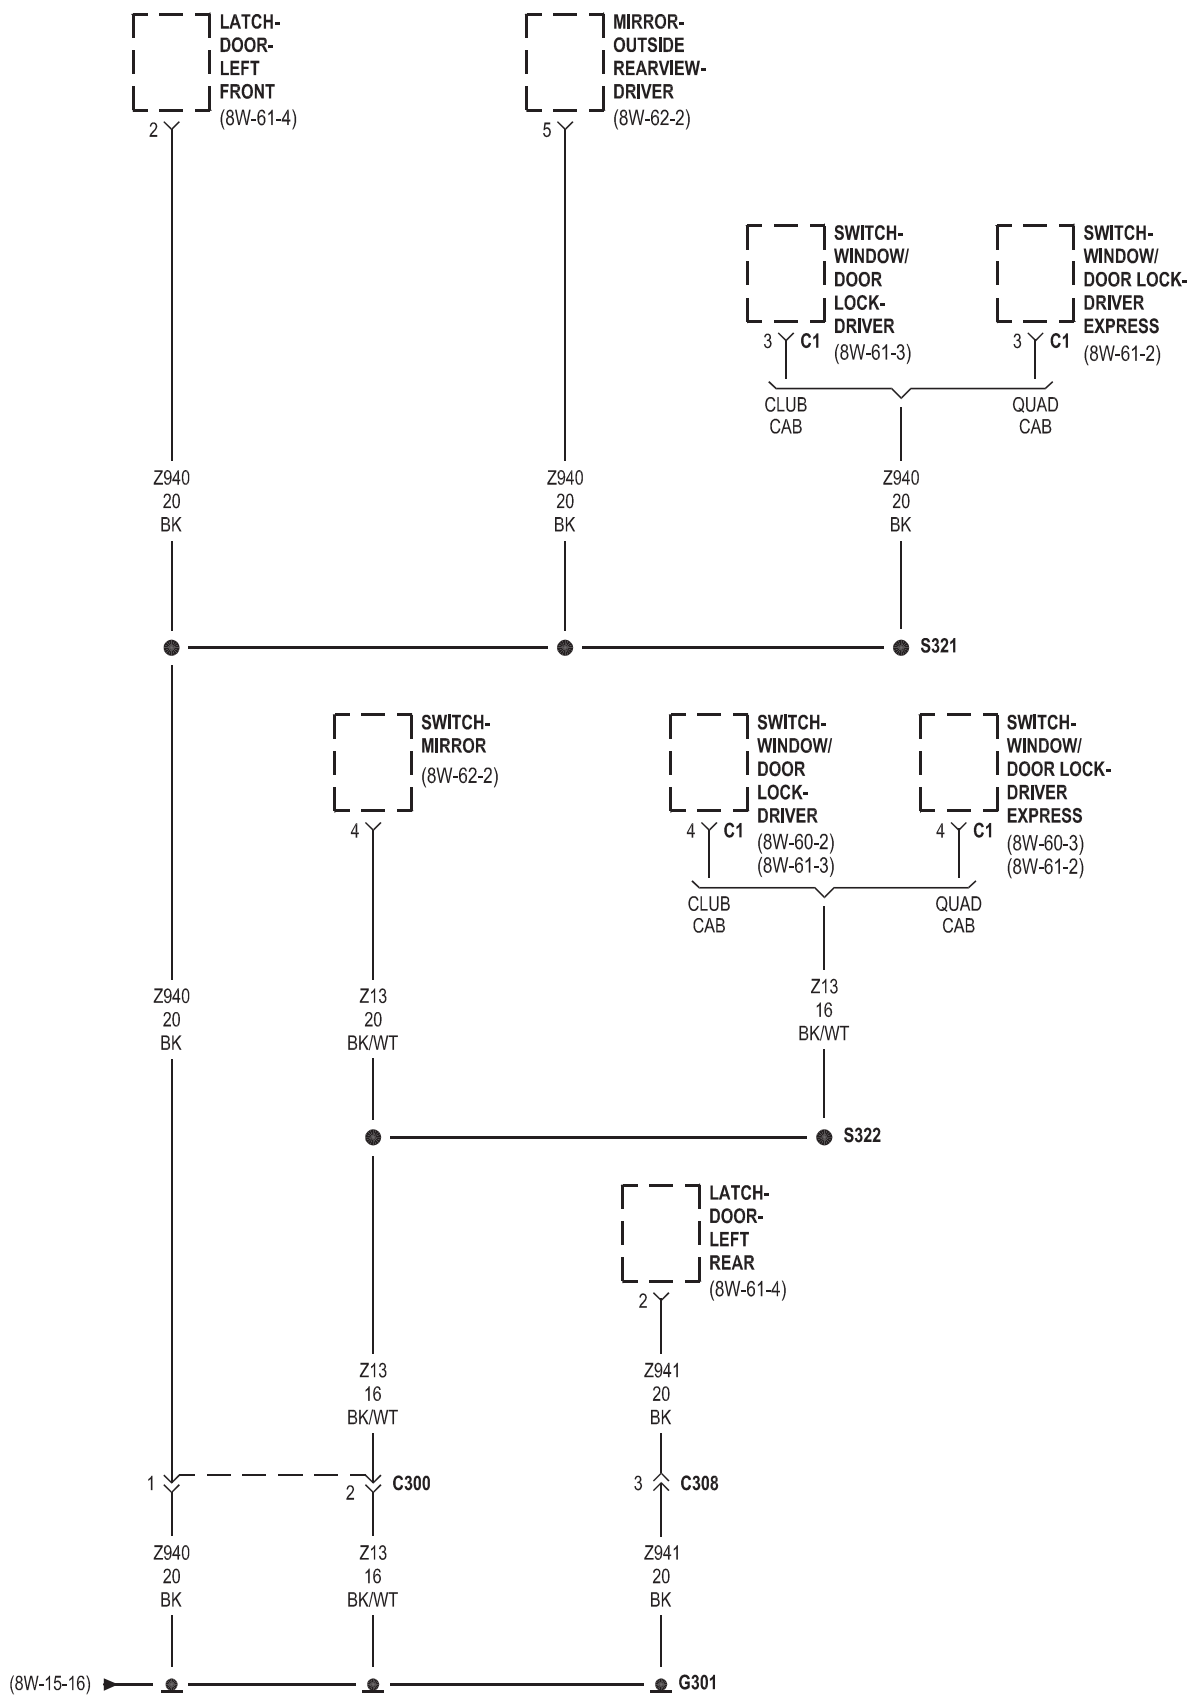 LATCH-
DOOR-
LEFT
FRONT
(8W-61-4)
2
MIRROR-
OUTSIDE
REARVIEW-
DRIVER
(8W-62-2)
5
SWITCH-
WINDOW/
DOOR
LOCK-
DRIVER
(8W-61-3)
3 C1
SWITCH-
WINDOW/
DOOR LOCK-
DRIVER
EXPRESS
(8W-61-2)
3 C1
CLUB
CAB
QUAD
CAB
Z940
20
BK
Z940
20
BK
Z940
20
BK
S321
SWITCH-
MIRROR
(8W-62-2)
4
SWITCH-
WINDOW/
DOOR
LOCK-
DRIVER
(8W-60-2)
(8W-61-3)
4 C1
SWITCH-
WINDOW/
DOOR LOCK-
DRIVER
EXPRESS
(8W-60-3)
(8W-61-2)
4 C1
CLUB
CAB
QUAD
CAB
Z940
20
BK
Z13
20
BK/WT
Z13
16
BK/WT
S322
LATCH-
DOOR-
LEFT
REAR
(8W-61-4)
2
Z13
16
BK/WT
Z941
20
BK
1
2
C300
3
C308
Z940
20
BK
Z13
16
BK/WT
Z941
20
BK
(8W-15-16)
G301